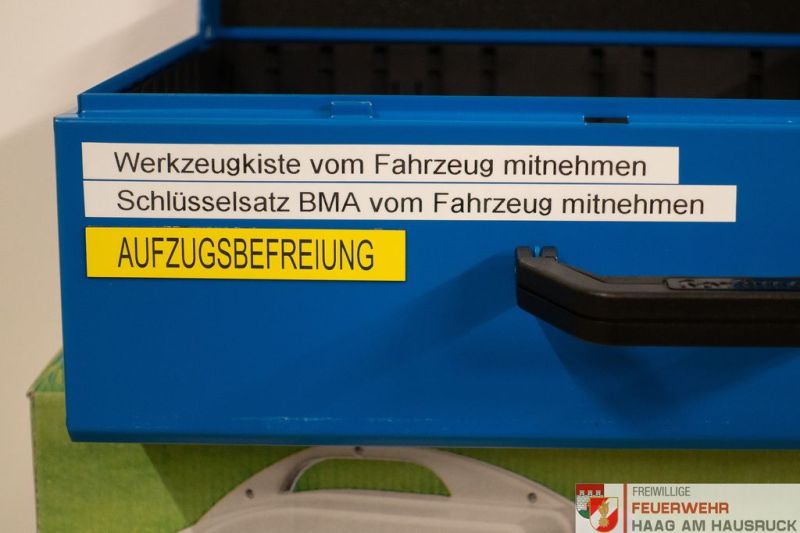 Werkzeugkiste vom Fahrzeug mitnehmen
Schlüsselsatz BMA vom Fahrzeug mitnehmen
AUFZUGSBEFREIUNG
FREIWILLIGE
FEUERWEHR
HAAG AM HAUSRUCK